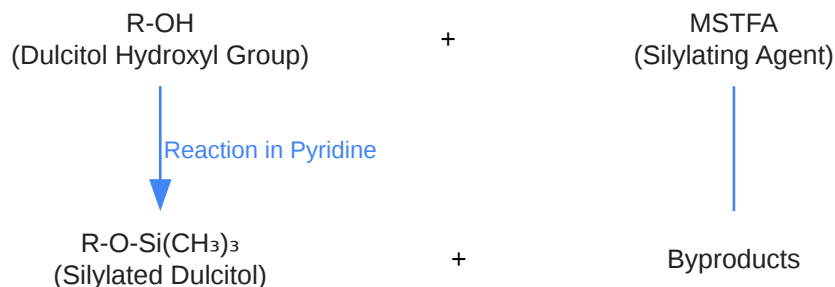 R-OH + MSTFA
(Dulcitol Hydroxyl Group) (Silylating Agent)
Reaction in Pyridine
R-O-Si(CH₃)₃ + Byproducts
(Silylated Dulcitol)